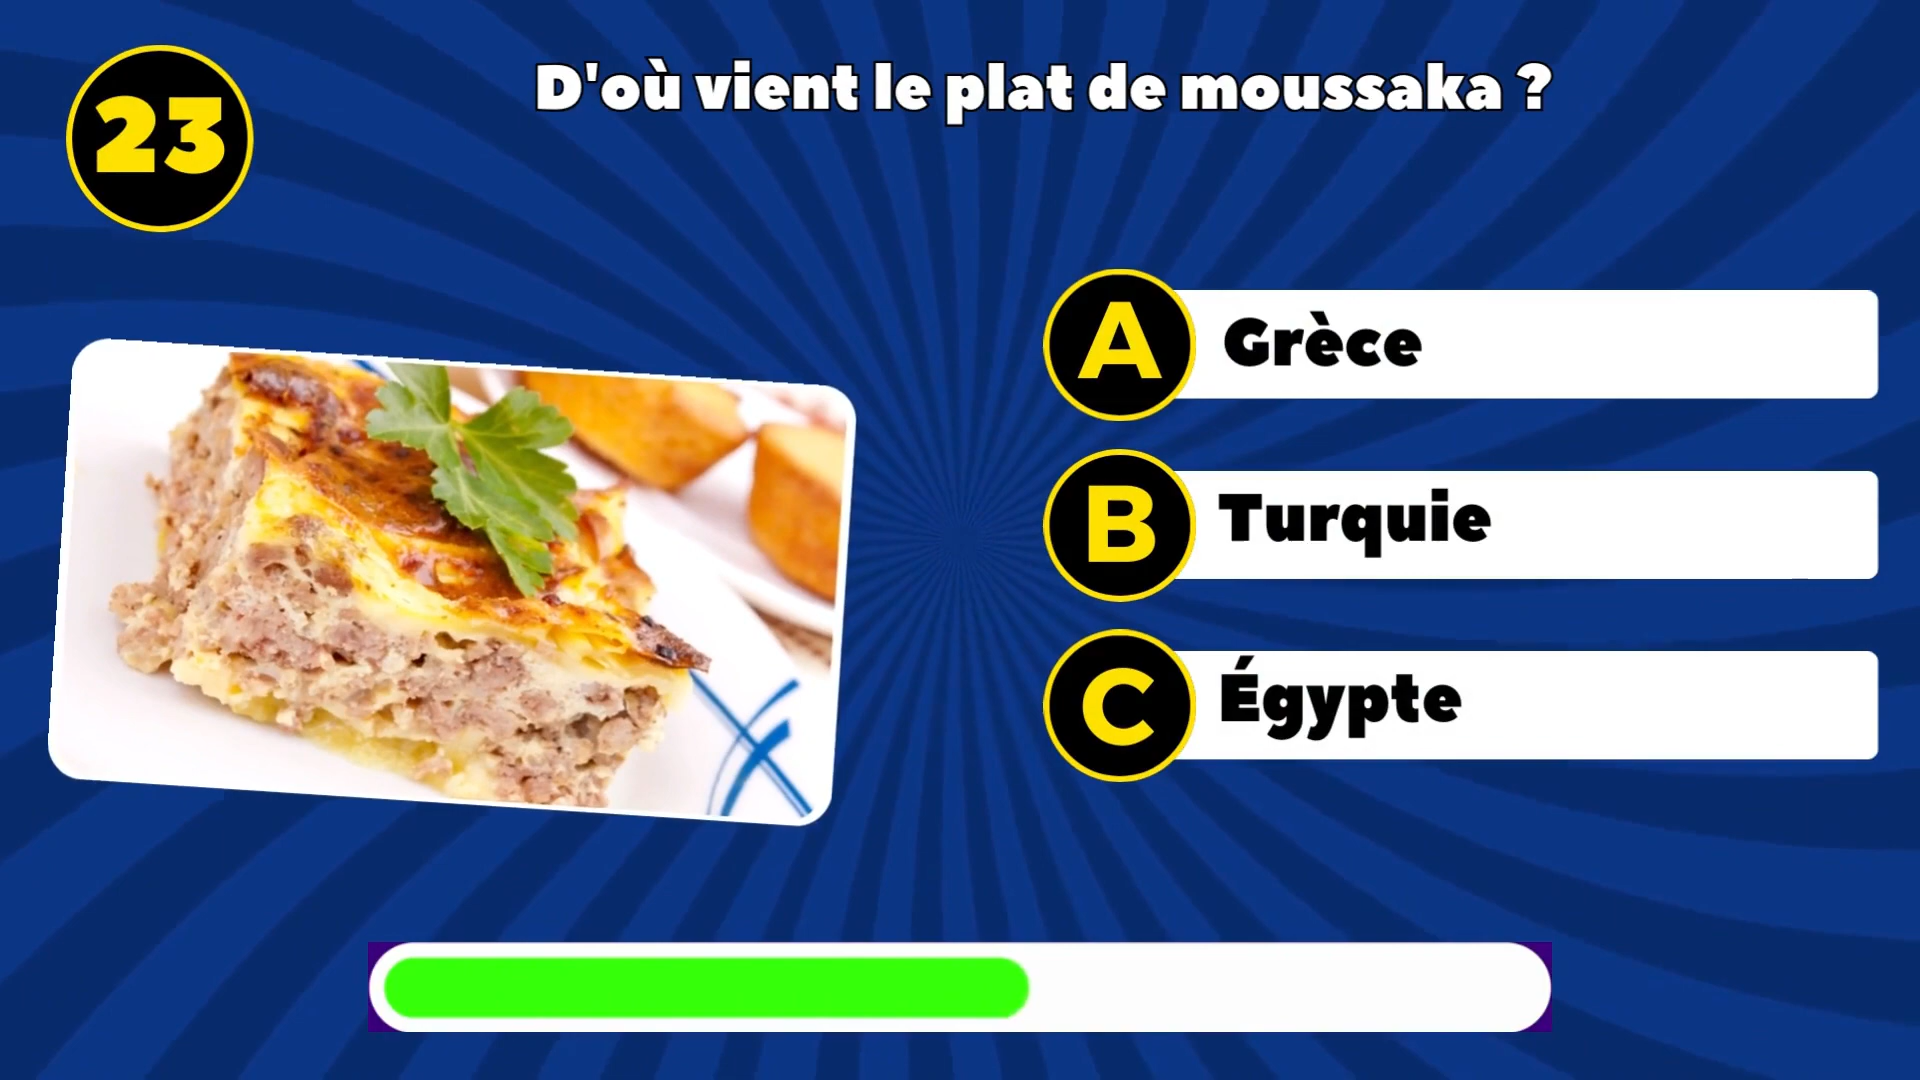 23
D'où vient le plat de moussaka ?
A Grèce
B Turquie
C Égypte